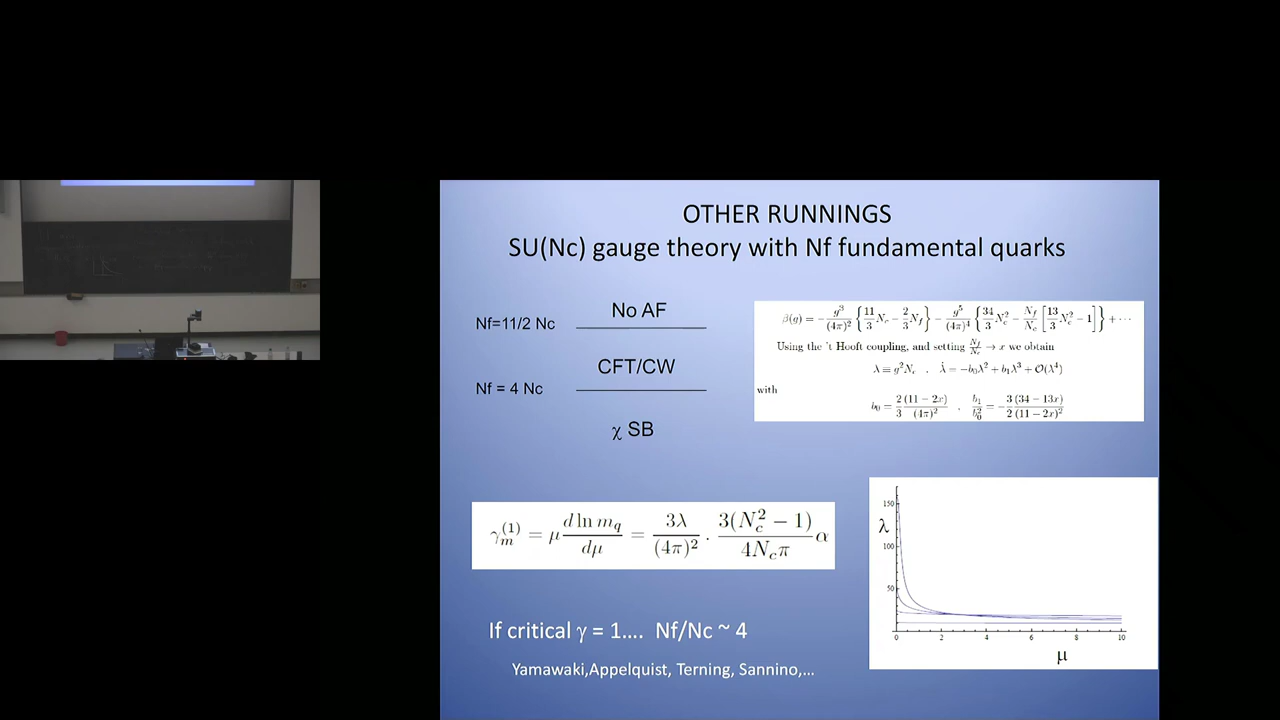 OTHER RUNNINGS
SU(Nc) gauge theory with Nf fundamental quarks
No AF
Nf=11/2 Nc
CFT/CW
Nf = 4 Nc
χ SB
β(g) = −g³/(4π)² {11/3 N_c − 2/3 N_f} − g⁵/(4π)⁴ {34/3 N_c² − N_f/N_c [13/3 N_c² − 1]} + ⋯
Using the 't Hooft coupling, and setting N_f/N_c → x we obtain
λ ≡ g²N_c , λ̇ = −b₀λ² + b₁λ³ + O(λ⁴)
with
b₀ = 2/3 (11 − 2x)/(4π)² , b₁/b₀² = −3/2 (34 − 13x)/(11 − 2x)²
γ_m^(1) = μ d ln m_q/dμ = 3λ/(4π)² . 3(N_c² − 1)/4N_cπ α
If critical γ = 1.... Nf/Nc ~ 4
Yamawaki,Appelquist, Terning, Sannino,...
150
λ
100
50
0 2 4 6 8 10
μ